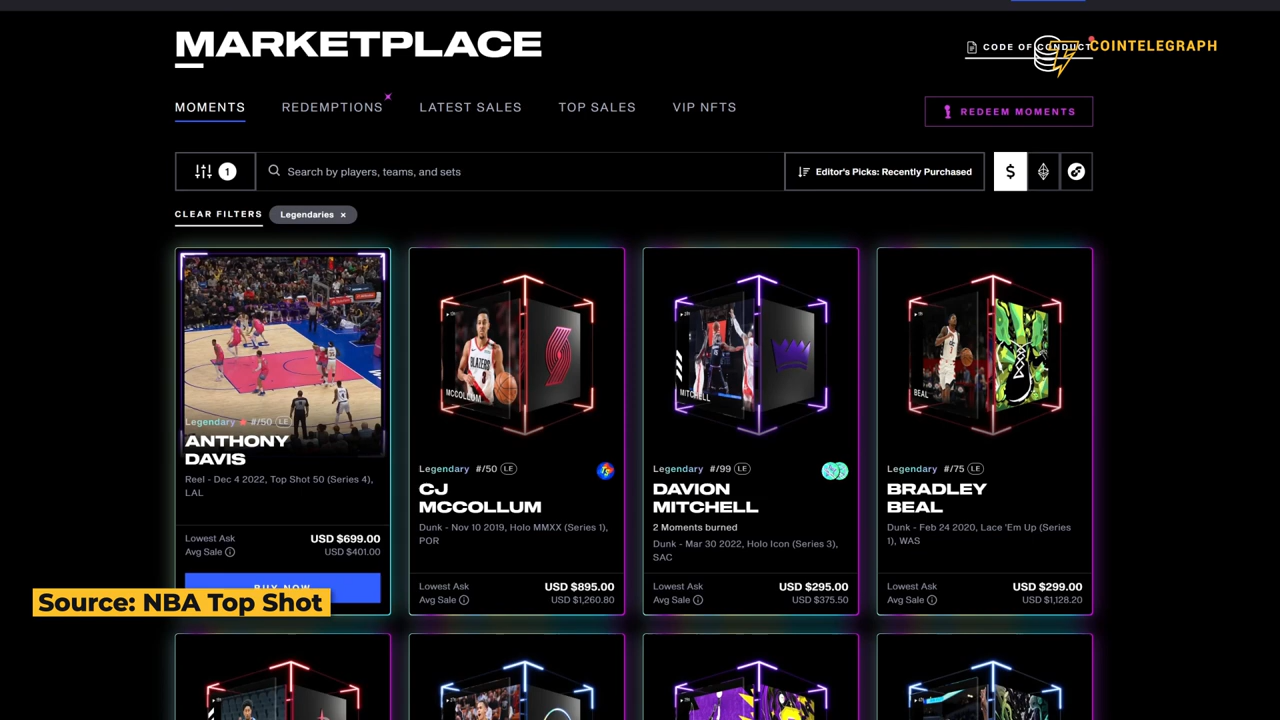 MARKETPLACE
CODE OF CONDUCT
COINTELEGRAPH
MOMENTS
REDEMPTIONS
LATEST SALES
TOP SALES
VIP NFTS
REDEEM MOMENTS
1
Search by players, teams, and sets
Editor's Picks: Recently Purchased
$
CLEAR FILTERS
Legendaries ×
Legendary #/50 LE
ANTHONY
DAVIS
Reel - Dec 4 2022, Top Shot 50 (Series 4),
LAL
Lowest Ask USD $699.00
Avg Sale USD $401.00
BUY NOW
MCCOLLUM
BLAZERS
3
Legendary #/50 LE
CJ
MCCOLLUM
Dunk - Nov 10 2019, Holo MMXX (Series 1),
POR
Lowest Ask USD $895.00
Avg Sale USD $1,260.80
MITCHELL
Legendary #/99 LE
DAVION
MITCHELL
2 Moments burned
Dunk - Mar 30 2022, Holo Icon (Series 3),
SAC
Lowest Ask USD $295.00
Avg Sale USD $375.50
BEAL
Legendary #/75 LE
BRADLEY
BEAL
Dunk - Feb 24 2020, Lace 'Em Up (Series
1), WAS
Lowest Ask USD $299.00
Avg Sale USD $1,128.20
Source: NBA Top Shot